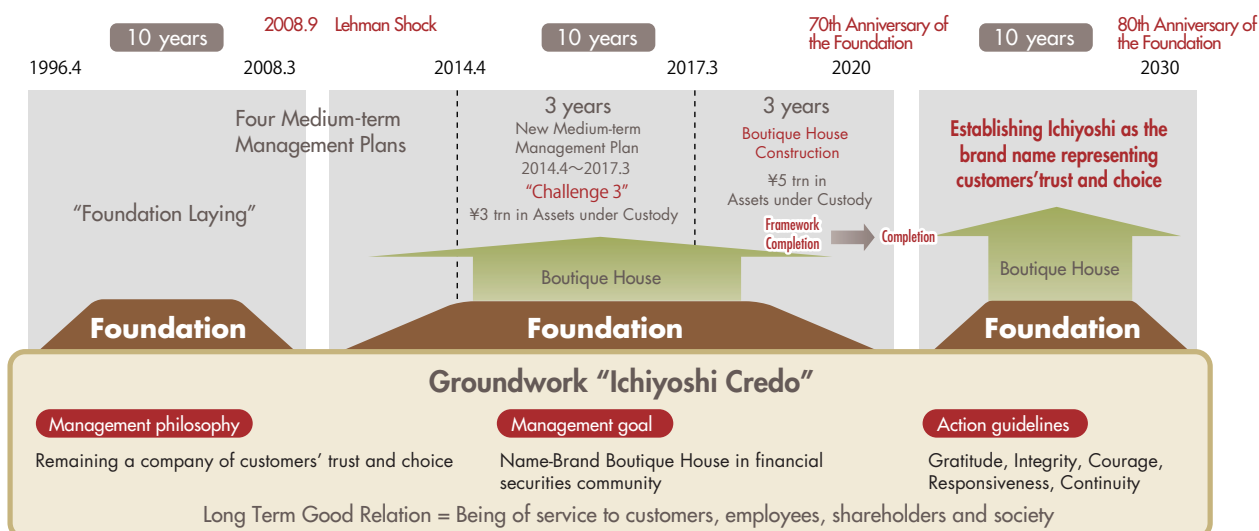 10 years
2008.9 Lehman Shock
10 years
70th Anniversary of
the Foundation
10 years
80th Anniversary of
the Foundation
1996.4
2008.3
2014.4
2017.3
2020
2030
Four Medium-term
Management Plans
“Foundation Laying”
3 years
New Medium-term
Management Plan
2014.4～2017.3
“Challenge 3”
¥3 trn in Assets under Custody
3 years
Boutique House
Construction
¥5 trn in
Assets under Custody
Framework
Completion
Completion
Establishing Ichiyoshi as the
brand name representing
customers’trust and choice
Boutique House
Boutique House
Foundation
Foundation
Foundation
Groundwork “Ichiyoshi Credo”
Management philosophy
Remaining a company of customers’ trust and choice
Management goal
Name-Brand Boutique House in financial
securities community
Action guidelines
Gratitude, Integrity, Courage,
Responsiveness, Continuity
Long Term Good Relation = Being of service to customers, employees, shareholders and society